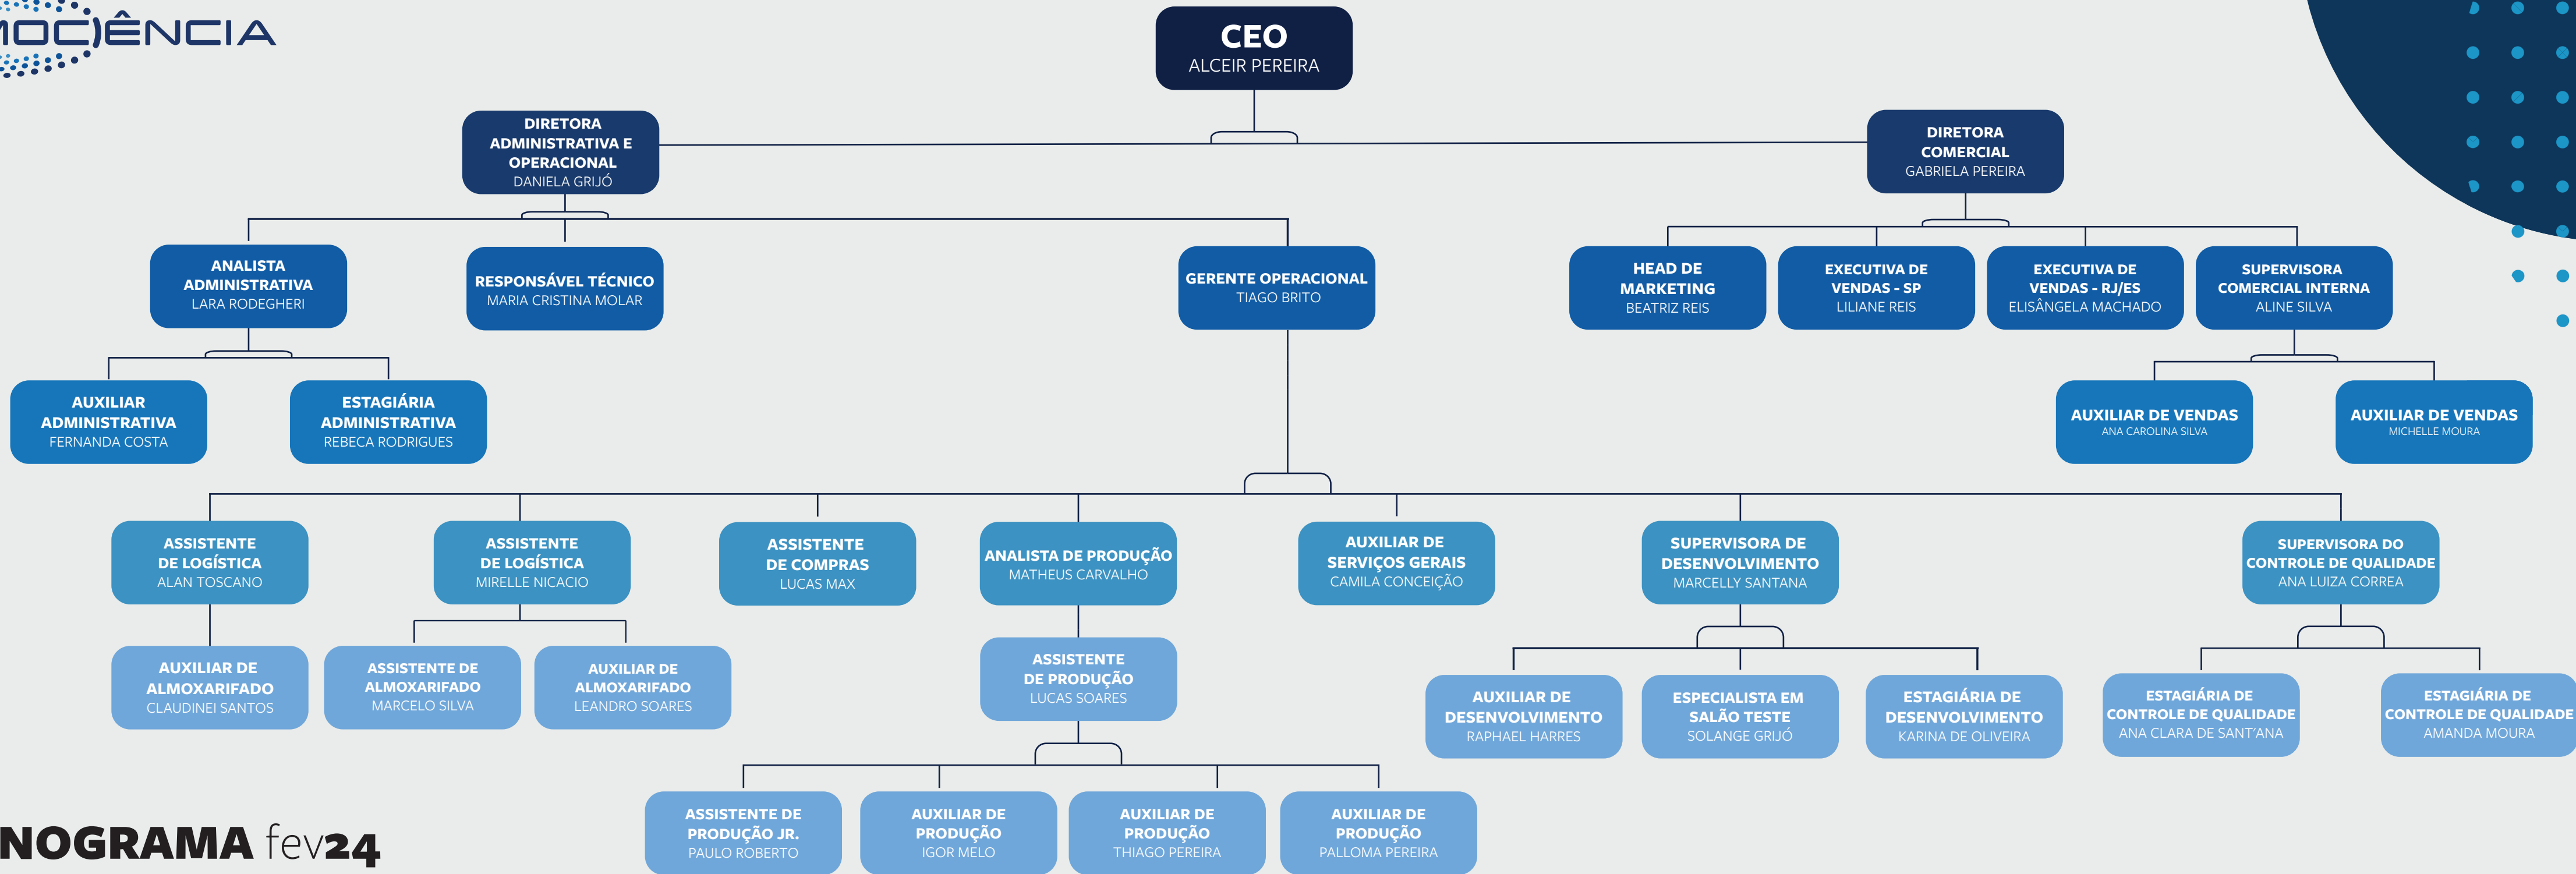 CIÊNCIA
CEO
ALCEIR PEREIRA
DIRETORA
ADMINISTRATIVA E
OPERACIONAL
DANIELA GRIJÓ
DIRETORA
COMERCIAL
GABRIELA PEREIRA
ANALISTA
ADMINISTRATIVA
LARA RODEGHERI
RESPONSÁVEL TÉCNICO
MARIA CRISTINA MOLAR
GERENTE OPERACIONAL
TIAGO BRITO
HEAD DE
MARKETING
BEATRIZ REIS
EXECUTIVA DE
VENDAS - SP
LILIANE REIS
EXECUTIVA DE
VENDAS - RJ/ES
ELISÂNGELA MACHADO
SUPERVISORA
COMERCIAL INTERNA
ALINE SILVA
AUXILIAR
ADMINISTRATIVA
FERNANDA COSTA
ESTAGIÁRIA
ADMINISTRATIVA
REBECA RODRIGUES
AUXILIAR DE VENDAS
ANA CAROLINA SILVA
AUXILIAR DE VENDAS
MICHELLE MOURA
ASSISTENTE
DE LOGÍSTICA
ALAN TOSCANO
ASSISTENTE
DE LOGÍSTICA
MIRELLE NICACIO
ASSISTENTE
DE COMPRAS
LUCAS MAX
ANALISTA DE PRODUÇÃO
MATHEUS CARVALHO
AUXILIAR DE
SERVIÇOS GERAIS
CAMILA CONCEIÇÃO
SUPERVISORA DE
DESENVOLVIMENTO
MARCELLY SANTANA
SUPERVISORA DO
CONTROLE DE QUALIDADE
ANA LUIZA CORREA
AUXILIAR DE
ALMOXARIFADO
CLAUDINEI SANTOS
ASSISTENTE DE
ALMOXARIFADO
MARCELO SILVA
AUXILIAR DE
ALMOXARIFADO
LEANDRO SOARES
ASSISTENTE
DE PRODUÇÃO
LUCAS SOARES
AUXILIAR DE
DESENVOLVIMENTO
RAPHAEL HARRES
ESPECIALISTA EM
SALÃO TESTE
SOLANGE GRIJÓ
ESTAGIÁRIA DE
DESENVOLVIMENTO
KARINA DE OLIVEIRA
ESTAGIÁRIA DE
CONTROLE DE QUALIDADE
ANA CLARA DE SANT'ANA
ESTAGIÁRIA DE
CONTROLE DE QUALIDADE
AMANDA MOURA
ASSISTENTE DE
PRODUÇÃO JR.
PAULO ROBERTO
AUXILIAR DE
PRODUÇÃO
IGOR MELO
AUXILIAR DE
PRODUÇÃO
THIAGO PEREIRA
AUXILIAR DE
PRODUÇÃO
PALLOMA PEREIRA
NOGRAMA fev24